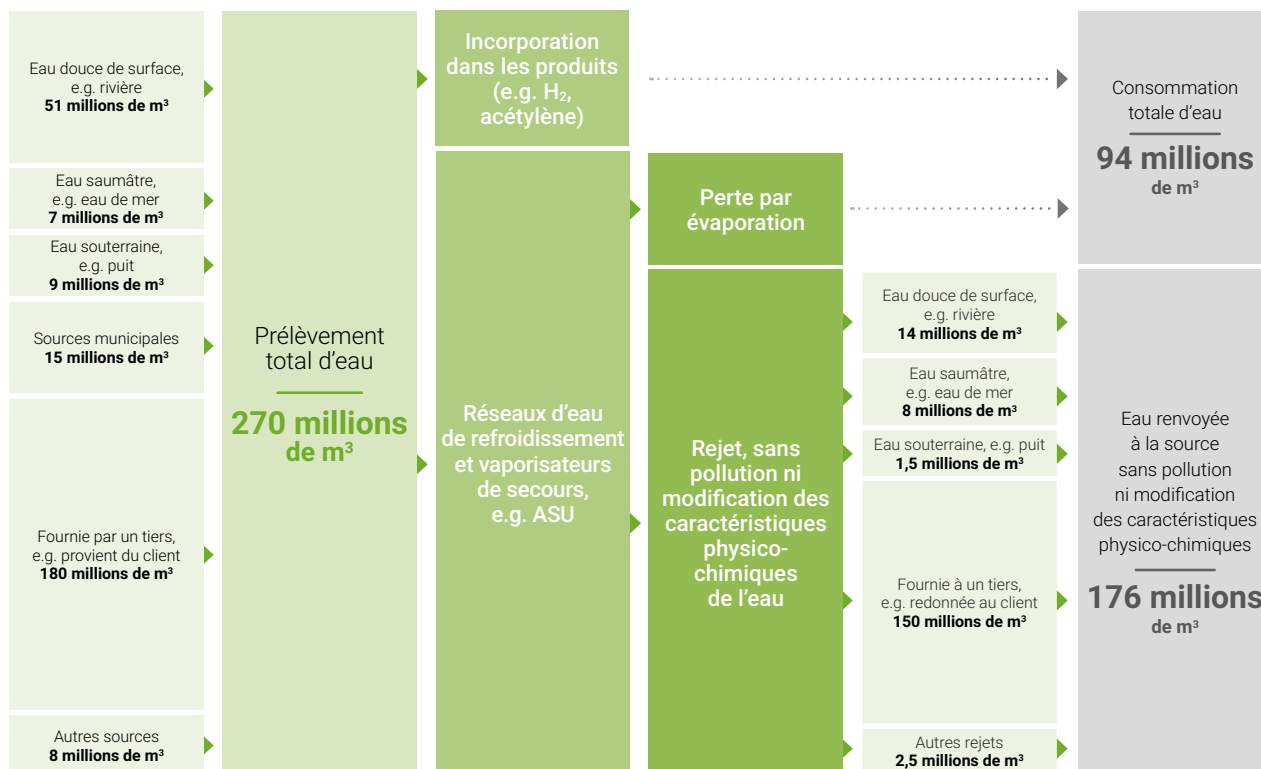 Eau douce de surface,
e.g. rivière
51 millions de m³
Eau saumâtre,
e.g. eau de mer
7 millions de m³
Eau souterraine,
e.g. puit
9 millions de m³
Sources municipales
15 millions de m³
Fournie par un tiers,
e.g. provient du client
180 millions de m³
Autres sources
8 millions de m³
Prélèvement
total d'eau
270 millions
de m³
Incorporation
dans les produits
(e.g. H₂,
acétylène)
Réseaux d'eau
de refroidissement
et vaporisateurs
de secours,
e.g. ASU
Perte par
évaporation
Rejet, sans
pollution ni
modification des
caractéristiques
physico-
chimiques
de l'eau
Eau douce de surface,
e.g. rivière
14 millions de m³
Eau saumâtre,
e.g. eau de mer
8 millions de m³
Eau souterraine, e.g. puit
1,5 millions de m³
Fournie à un tiers,
e.g. redonnée au client
150 millions de m³
Autres rejets
2,5 millions de m³
Consommation
totale d'eau
94 millions
de m³
Eau renvoyée
à la source
sans pollution
ni modification
des caractéristiques
physico-chimiques
176 millions
de m³